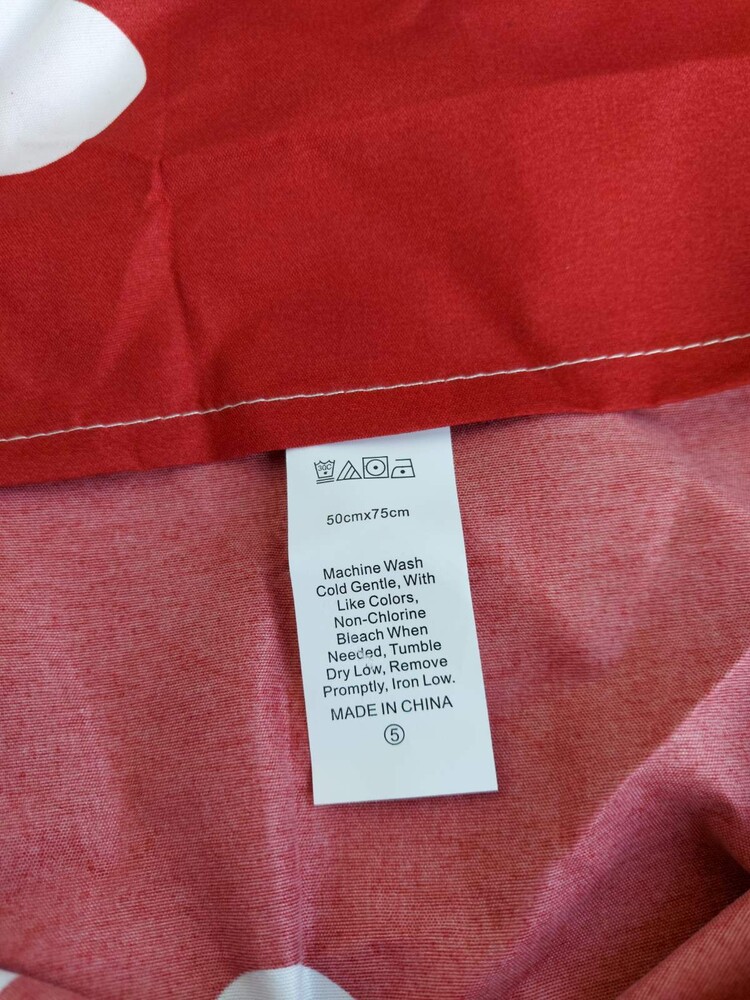 30C
50cmx75cm
Machine Wash
Cold Gentle, With
Like Colors,
Non-Chlorine
Bleach When
Needed, Tumble
Dry Low, Remove
Promptly, Iron Low.
MADE IN CHINA
⑤